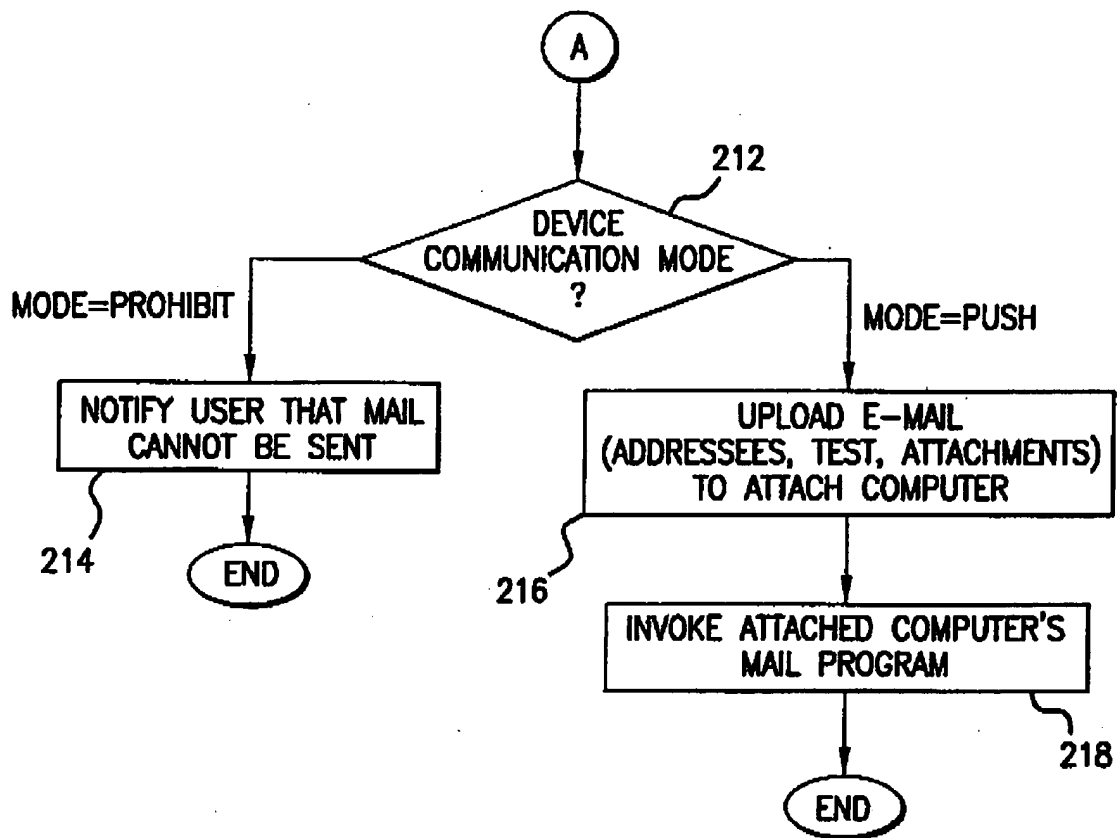 A
212
DEVICE
COMMUNICATION MODE
?
MODE=PROHIBIT
MODE=PUSH
NOTIFY USER THAT MAIL
CANNOT BE SENT
214
END
UPLOAD E-MAIL
(ADDRESSEES, TEST, ATTACHMENTS)
TO ATTACH COMPUTER
216
INVOKE ATTACHED COMPUTER'S
MAIL PROGRAM
218
END